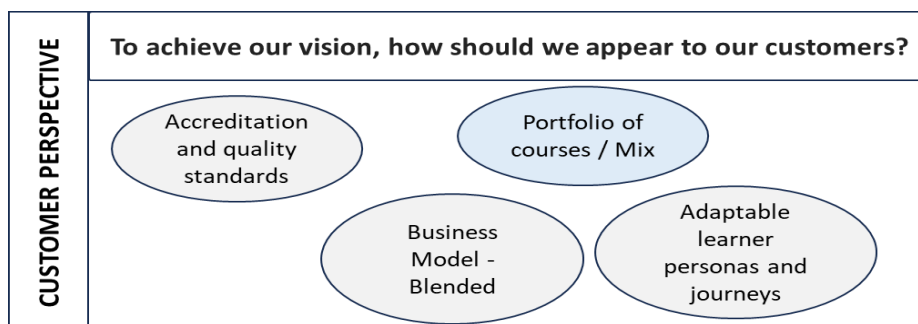 CUSTOMER PERSPECTIVE
To achieve our vision, how should we appear to our customers?
Accreditation
and quality
standards
Portfolio of
courses / Mix
Business
Model -
Blended
Adaptable
learner
personas and
journeys